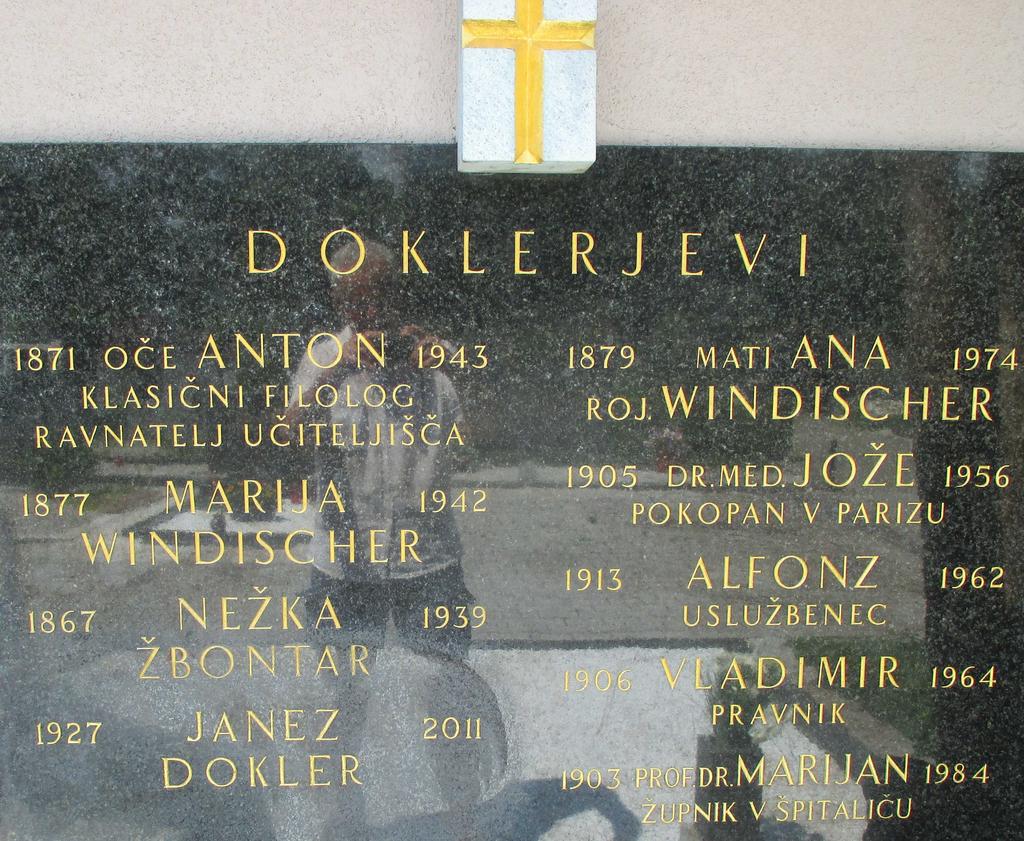 DOKLERJEVI
1871 OČE ANTON 1943
KLASIČNI FILOLOG
RAVNATELJ UČITELJIŠČA
1877 MARIJA 1942
WINDISCHER
1867 NEŽKA 1939
ŽBONTAR
1927 JANEZ 2011
DOKLER
1879 MATI ANA 1974
ROJ. WINDISCHER
1905 DR. MED. JOŽE 1956
POKOPAN V PARIZU
1913 ALFONZ 1962
USLUŽBENEC
1906 VLADIMIR 1964
PRAVNIK
1903 PROF. DR. MARIJAN 1984
ŽUPNIK V ŠPITALIČU